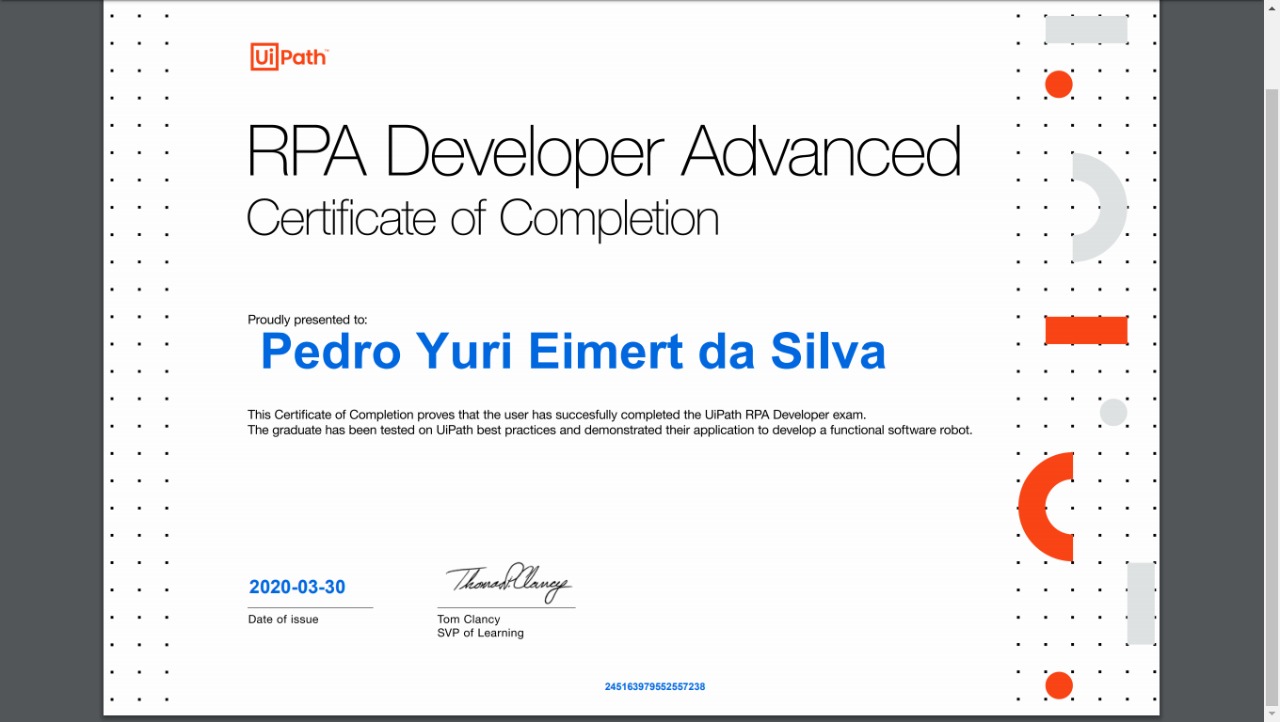 UiPath™
RPA Developer Advanced
Certificate of Completion
Proudly presented to:
Pedro Yuri Eimert da Silva
This Certificate of Completion proves that the user has succesfully completed the UiPath RPA Developer exam.
The graduate has been tested on UiPath best practices and demonstrated their application to develop a functional software robot.
2020-03-30
Thomas P. Clancy
Date of issue
Tom Clancy
SVP of Learning
245163979552557238